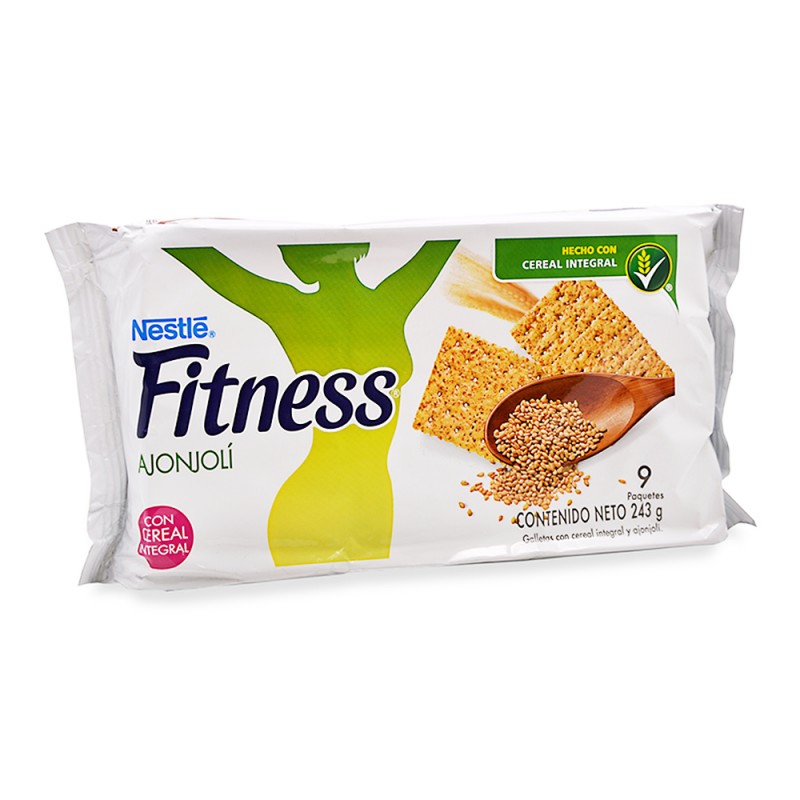 HECHO CON
CEREAL INTEGRAL
Nestlé®
Fitness®
AJONJOLÍ
CON
CEREAL
INTEGRAL
9
Paquetes
CONTENIDO NETO 243 g
Galletas con cereal integral y ajonjolí.